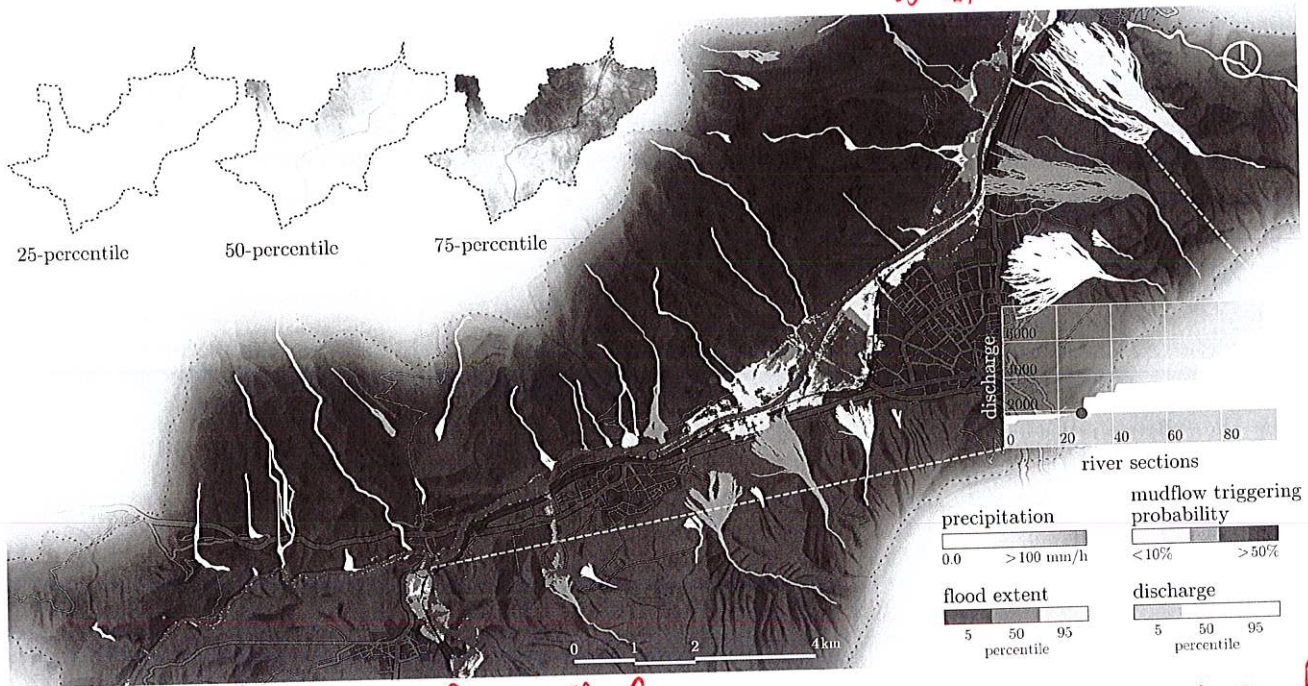 25-percentile
50-percentile
75-percentile
discharge
6000
4000
2000
0 20 40 60 80
river sections
precipitation
0.0 >100 mm/h
mudflow triggering
probability
<10% >50%
flood extent
5 50 95
percentile
discharge
5 50 95
percentile
0 1 2 4 km